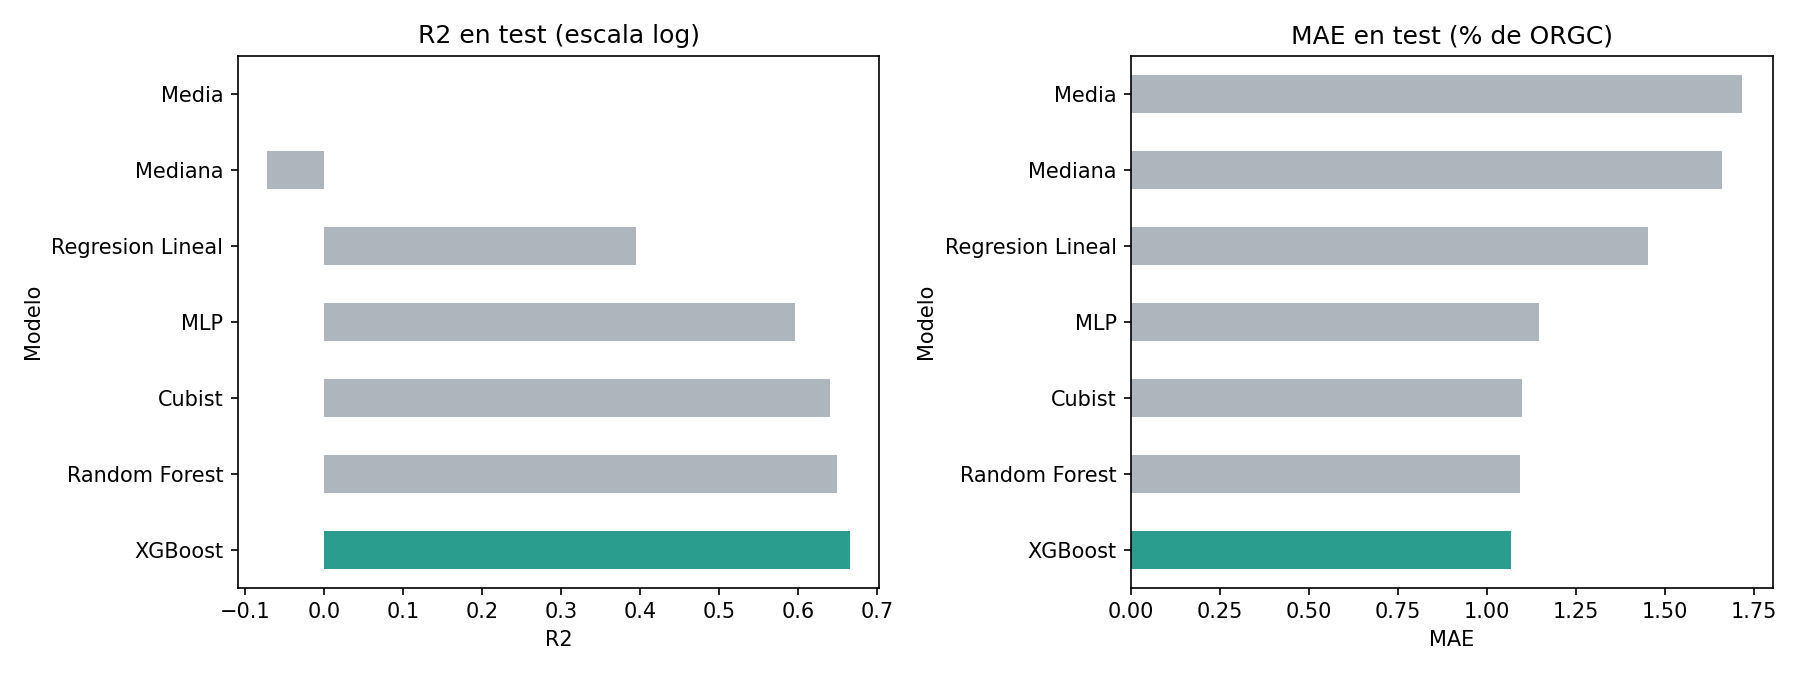 R2 en test (escala log)
Modelo
Media
Mediana
Regresion Lineal
MLP
Cubist
Random Forest
XGBoost
−0.1 0.0 0.1 0.2 0.3 0.4 0.5 0.6 0.7
R2
MAE en test (% de ORGC)
Modelo
Media
Mediana
Regresion Lineal
MLP
Cubist
Random Forest
XGBoost
0.00 0.25 0.50 0.75 1.00 1.25 1.50 1.75
MAE